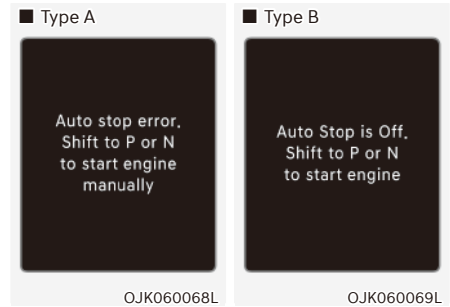 ■ Type A
Auto stop error.
Shift to P or N
to start engine
manually
OJK060068L
■ Type B
Auto Stop is Off.
Shift to P or N
to start engine
OJK060069L